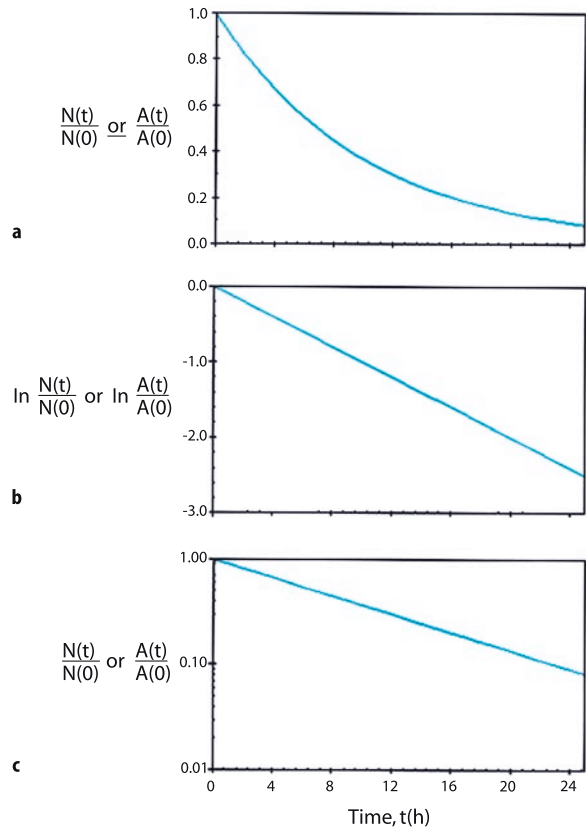 1.0
0.8
0.6
0.4
0.2
0.0
N(t)/N(0) or A(t)/A(0)
a
0.0
-1.0
-2.0
-3.0
ln N(t)/N(0) or ln A(t)/A(0)
b
1.00
0.10
0.01
N(t)/N(0) or A(t)/A(0)
c
0 4 8 12 16 20 24
Time, t(h)